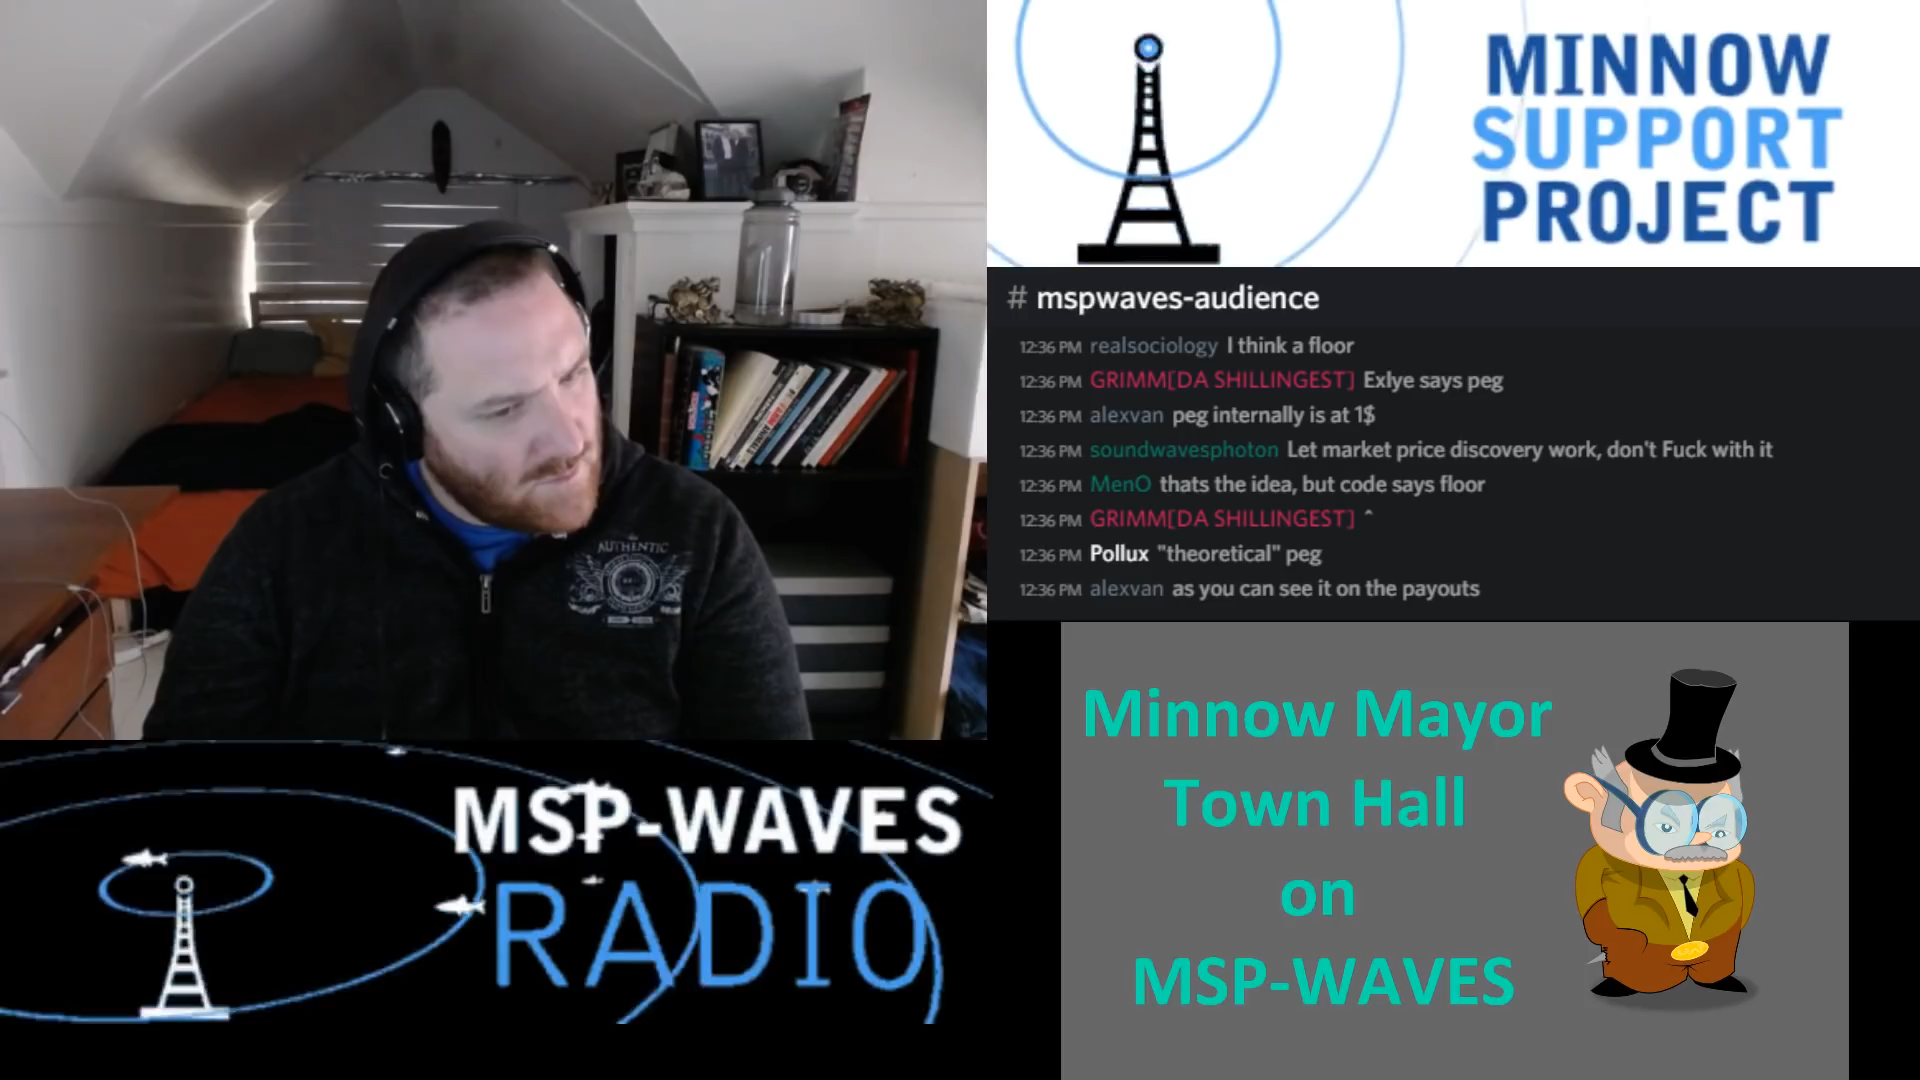 MINNOW
SUPPORT
PROJECT
# mspwaves-audience
12:36 PM realsociology I think a floor
12:36 PM GRIMM[DA SHILLINGEST] Exlye says peg
12:36 PM alexvan peg internally is at 1$
12:36 PM soundwavesphoton Let market price discovery work, don't Fuck with it
12:36 PM MenO thats the idea, but code says floor
12:36 PM GRIMM[DA SHILLINGEST] ^
12:36 PM Pollux "theoretical" peg
12:36 PM alexvan as you can see it on the payouts
AUTHENTIC
MSP-WAVES
RADIO
Minnow Mayor
Town Hall
on
MSP-WAVES